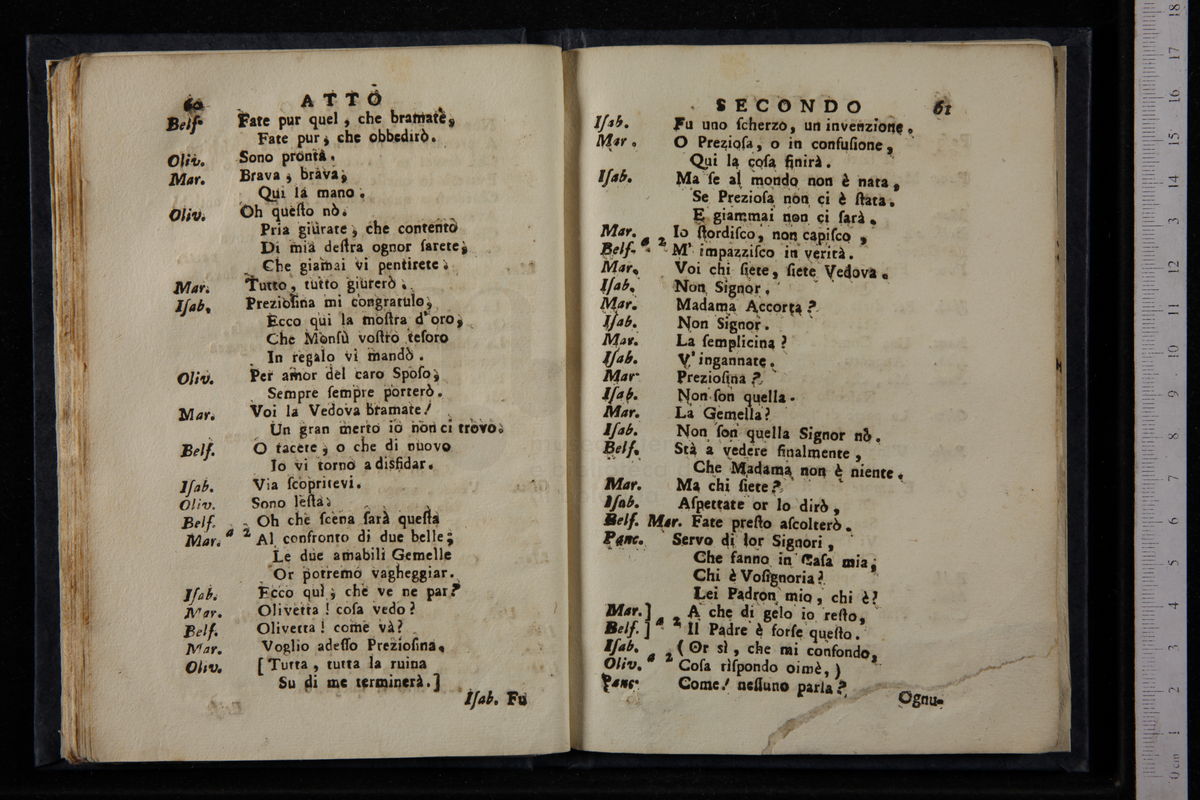 60 ATTO
Belſ. Fate pur quel, che bramate,
Fate pur, che obbedirò.
Oliv. Sono pronta.
Mar. Brava, brava,
Qui la mano.
Oliv. Oh queſto nò.
Pria giurate, che contento
Di mia deſtra ognor ſarete;
Che giamai vi pentirete.
Mar. Tutto, tutto giurerò.
Iſab. Prezioſina mi congratulo,
Ecco qui la moſtra d'oro,
Che Monſù voſtro teſoro
In regalo vi mandò.
Oliv. Per amor del caro Spoſo,
Sempre ſempre porterò.
Mar. Voi la Vedova bramate!
Un gran merto io non ci trovo.
Belf. O tacete, o che di nuovo
Io vi torno a disfidar.
Iſab. Via ſcopritevi.
Oliv. Sono leſta.
Belf. Oh che ſcena ſarà queſta
Mar. a 2 Al confronto di due belle;
Le due amabili Gemelle
Or potremo vagheggiar.
Iſab. Ecco quì, che ve ne par?
Mar. Olivetta! coſa vedo?
Belf. Olivetta! come và?
Mar. Voglio adeſſo Prezioſina.
Oliv. [Tutta, tutta la ruina
Su di me terminerà.]
Iſab. Fu
SECONDO 61
Iſab. Fu uno ſcherzo, un invenzione.
Mar. O Prezioſa, o in confuſione,
Qui la coſa finirà.
Iſab. Ma ſe al mondo non è nata,
Se Prezioſa non ci è ſtata.
E giammai non ci ſarà.
Mar. Io ſtordiſco, non capiſco,
Belf. a 2 M' impazziſco in verità.
Mar. Voi chi ſiete, ſiete Vedova.
Iſab. Non Signor.
Mar. Madama Accorta?
Iſab. Non Signor.
Mar. La ſemplicina?
Iſab. V' ingannate.
Mar. Prezioſina?
Iſab. Non ſon quella.
Mar. La Gemella?
Iſab. Non ſon quella Signor nò.
Belf. Stà a vedere finalmente,
Che Madama non è niente.
Mar. Ma chi ſiete?
Iſab. Aſpettate or lo dirò,
Belf. Mar. Fate preſto aſcolterò.
Panc. Servo di lor Signori,
Che fanno in Caſa mia;
Chi è Voſignoria?
Lei Padron mio, chi è?
Mar.] A che di gelo io reſto,
Belf.] a 2 Il Padre è forſe queſto.
Iſab. (Or sì, che mi confondo,
Oliv. a 2 Coſa riſpondo oimè,)
Panc. Come! neſſuno parla?
Ognu-